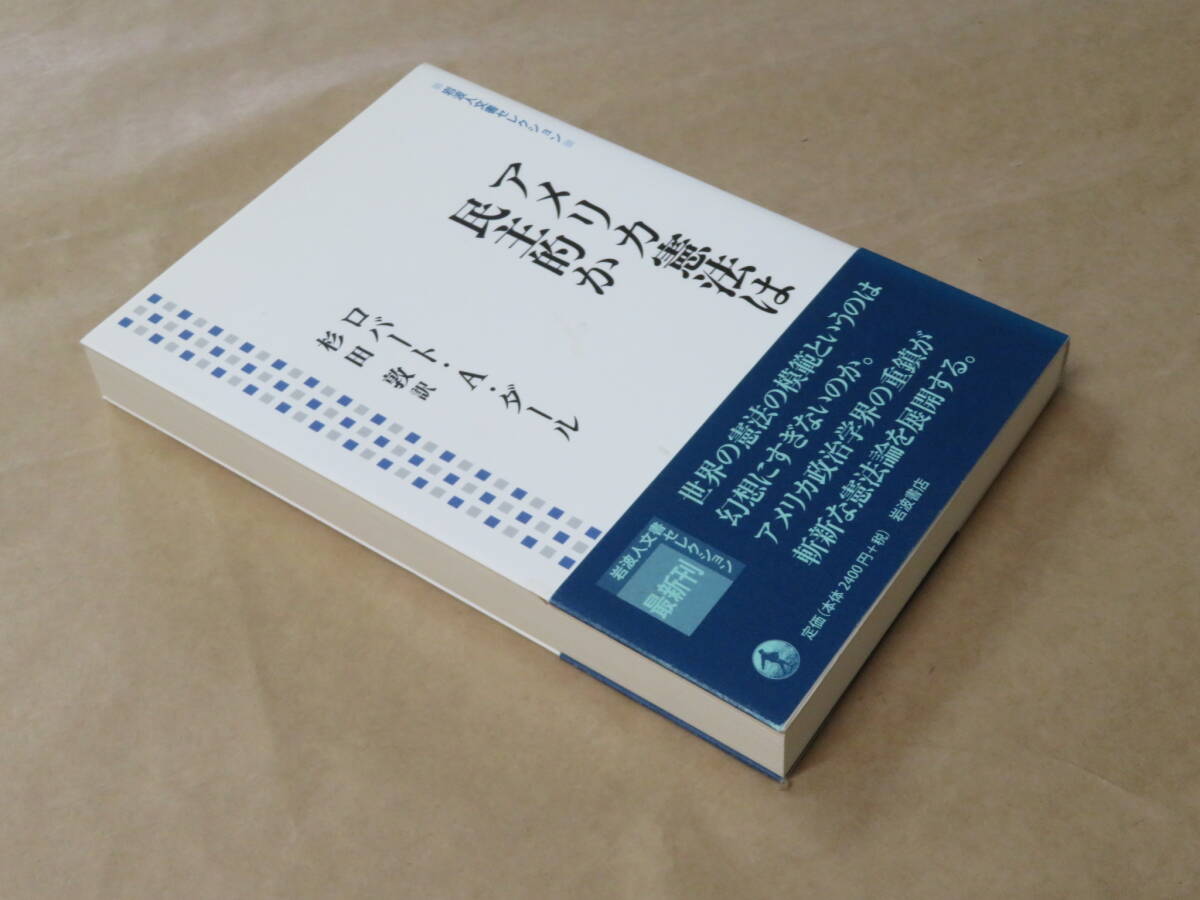 岩波人文書セレクション
アメリカ憲法は
民主的か
ロバート・A・ダール
杉田 敦 訳
世界の憲法の模範というのは
幻想にすぎないのか。
アメリカ政治学界の重鎮が
斬新な憲法論を展開する。
岩波人文書
セレクション
最新刊
定価(本体2400円+税) 岩波書店